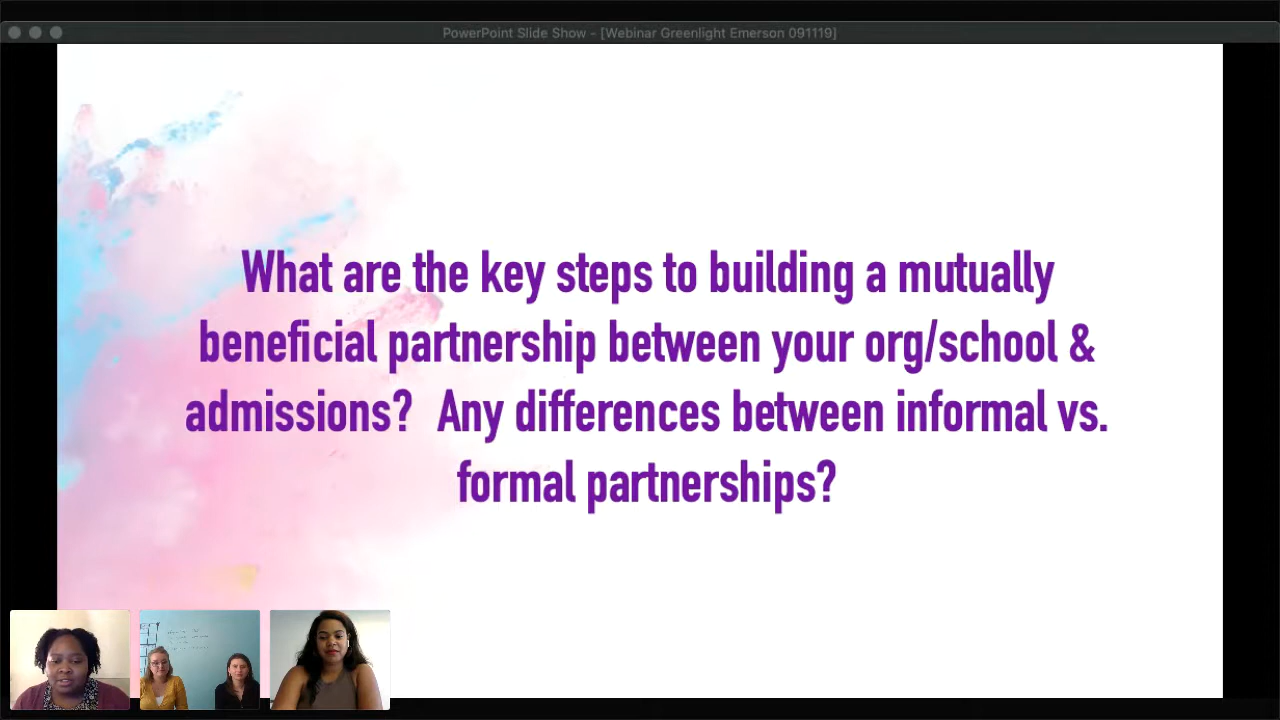 PowerPoint Slide Show - [Webinar Greenlight Emerson 091119]
What are the key steps to building a mutually
beneficial partnership between your org/school &
admissions?  Any differences between informal vs.
formal partnerships?